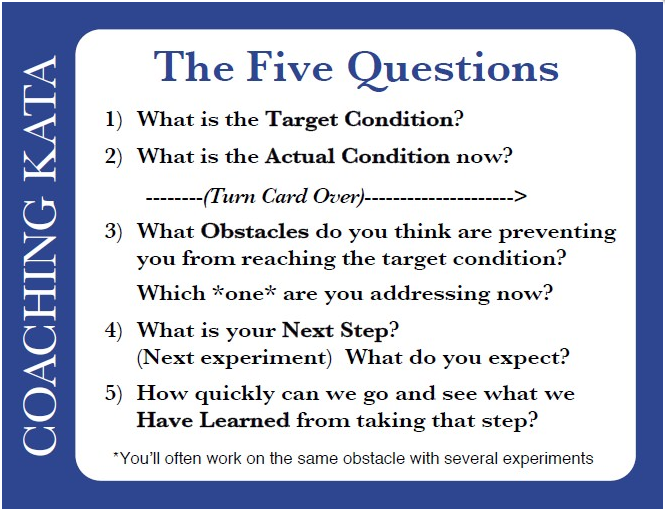 COACHING KATA
The Five Questions
1) What is the Target Condition?
2) What is the Actual Condition now?
--------(Turn Card Over)--------------------->
3) What Obstacles do you think are preventing
you from reaching the target condition?
Which *one* are you addressing now?
4) What is your Next Step?
(Next experiment) What do you expect?
5) How quickly can we go and see what we
Have Learned from taking that step?
*You'll often work on the same obstacle with several experiments